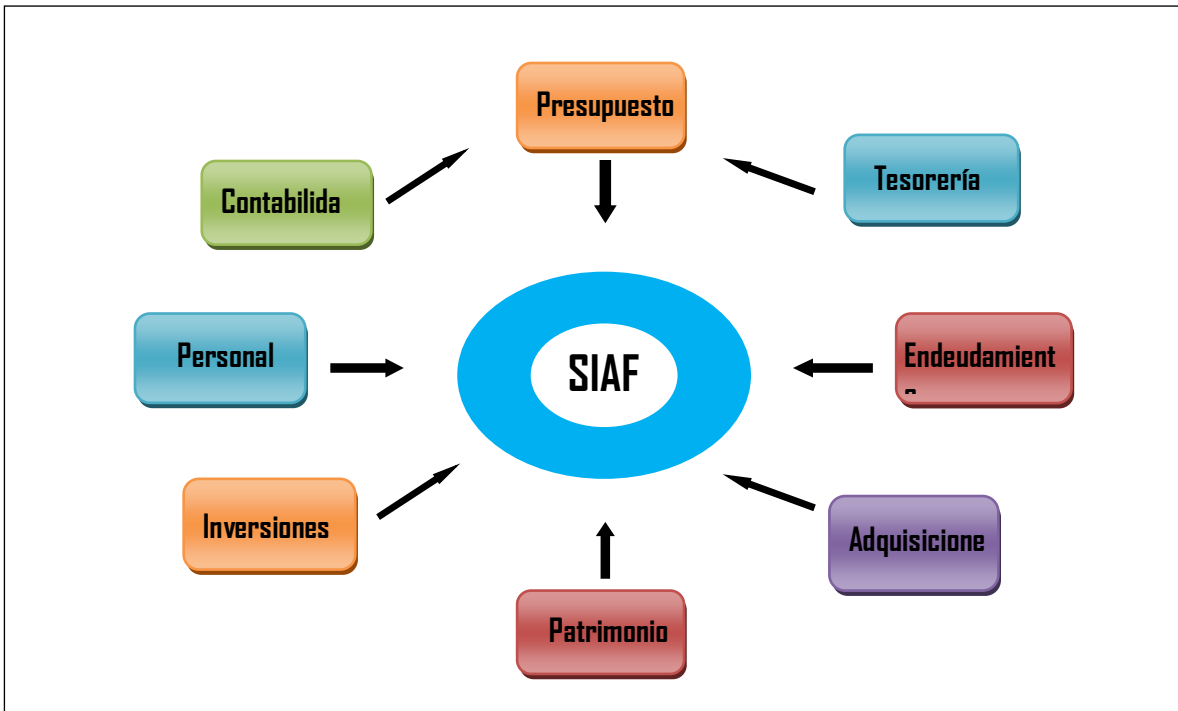 Presupuesto
Tesorería
Contabilida
Personal
SIAF
Endeudamient
Inversiones
Adquisicione
Patrimonio